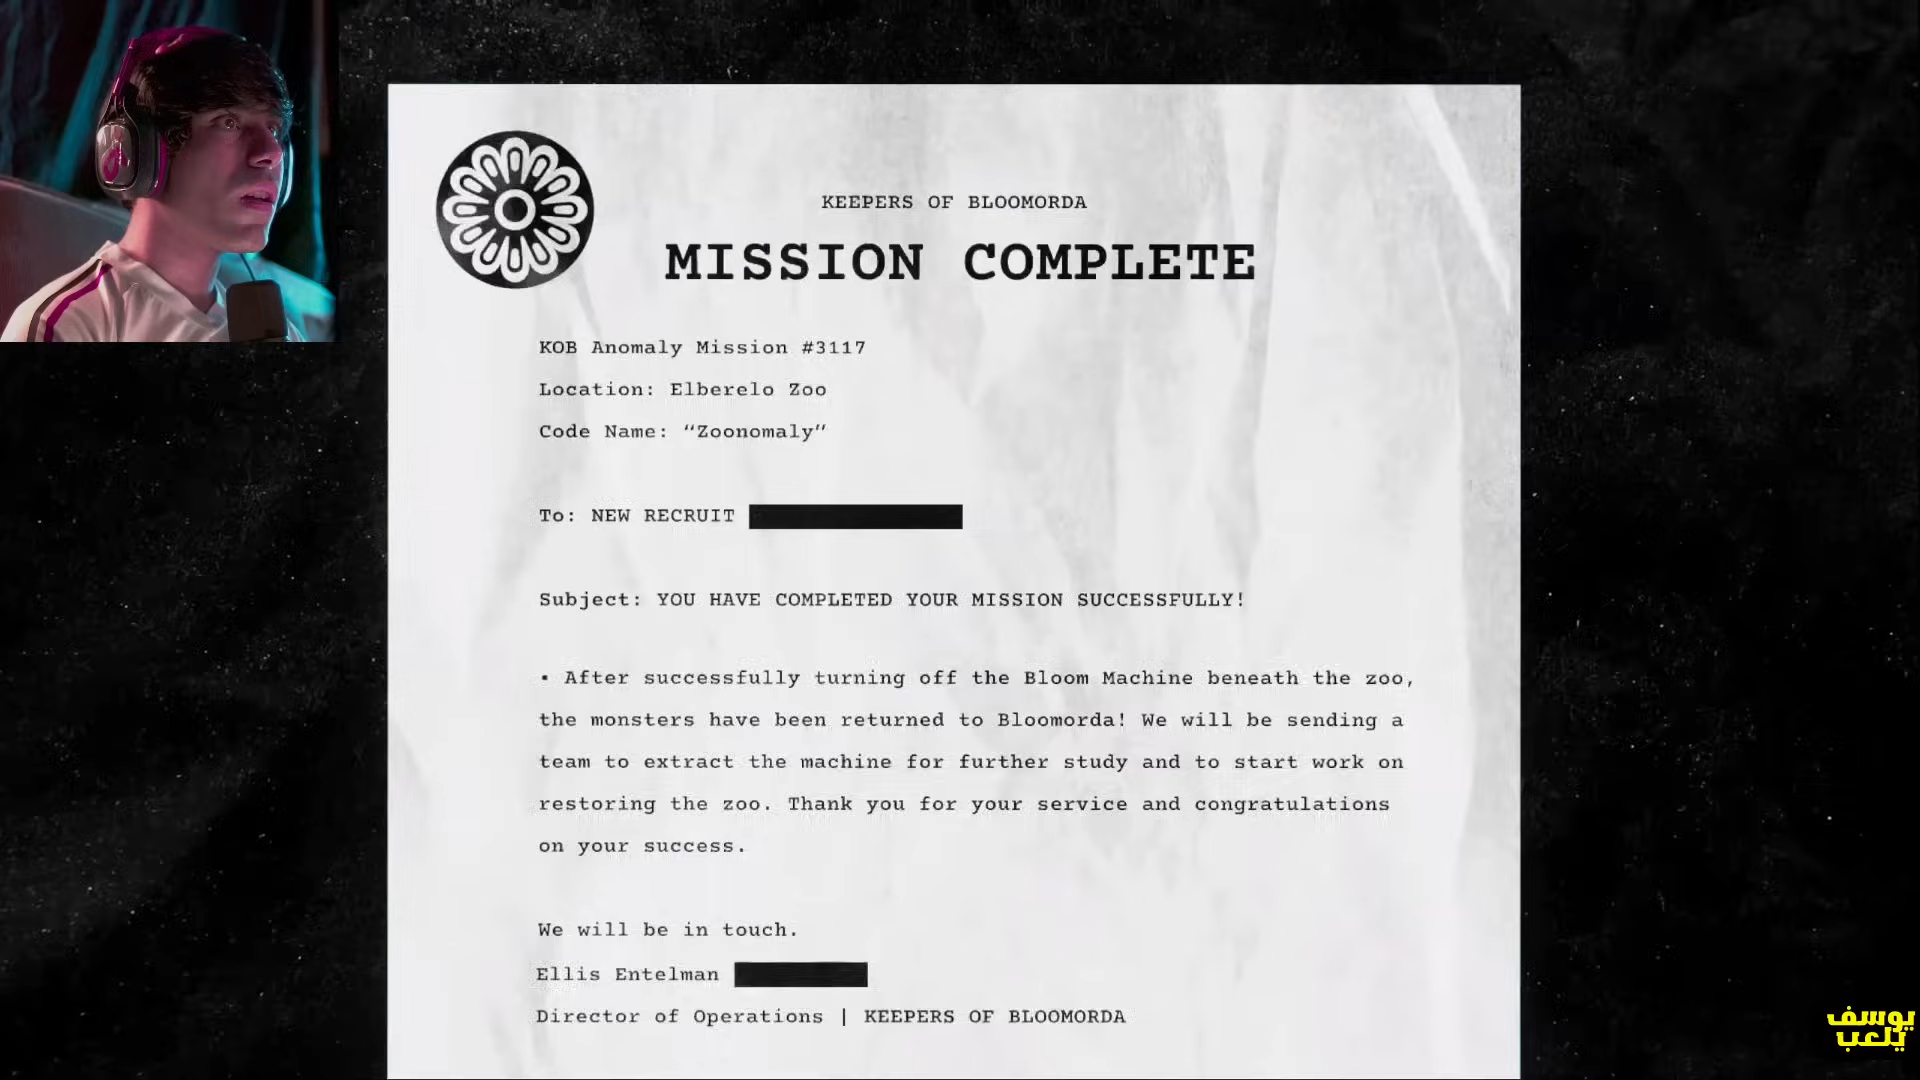 KEEPERS OF BLOOMORDA
MISSION COMPLETE
KOB Anomaly Mission #3117
Location: Elberelo Zoo
Code Name: “Zoonomaly”
To: NEW RECRUIT
Subject: YOU HAVE COMPLETED YOUR MISSION SUCCESSFULLY!
▪ After successfully turning off the Bloom Machine beneath the zoo,
the monsters have been returned to Bloomorda! We will be sending a
team to extract the machine for further study and to start work on
restoring the zoo. Thank you for your service and congratulations
on your success.
We will be in touch.
Ellis Entelman
Director of Operations | KEEPERS OF BLOOMORDA
يوسف
يلعب